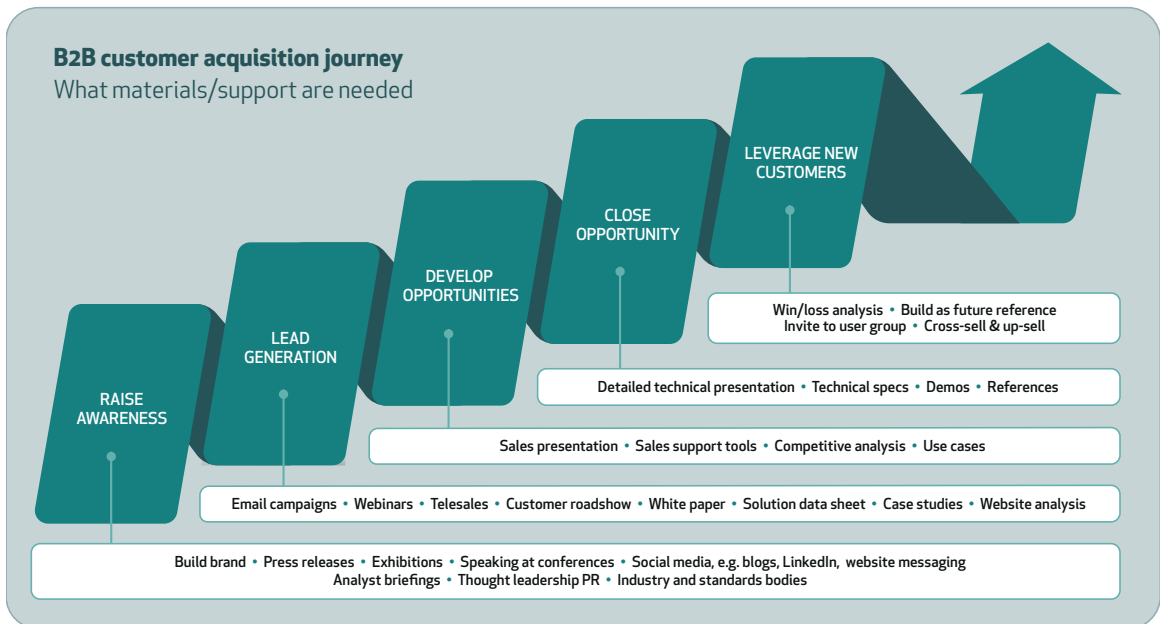 B2B customer acquisition journey
What materials/support are needed
RAISE
AWARENESS
LEAD
GENERATION
DEVELOP
OPPORTUNITIES
CLOSE
OPPORTUNITY
LEVERAGE NEW
CUSTOMERS
Win/loss analysis • Build as future reference
Invite to user group • Cross-sell & up-sell
Detailed technical presentation • Technical specs • Demos • References
Sales presentation • Sales support tools • Competitive analysis • Use cases
Email campaigns • Webinars • Telesales • Customer roadshow • White paper • Solution data sheet • Case studies • Website analysis
Build brand • Press releases • Exhibitions • Speaking at conferences • Social media, e.g. blogs, LinkedIn, website messaging
Analyst briefings • Thought leadership PR • Industry and standards bodies